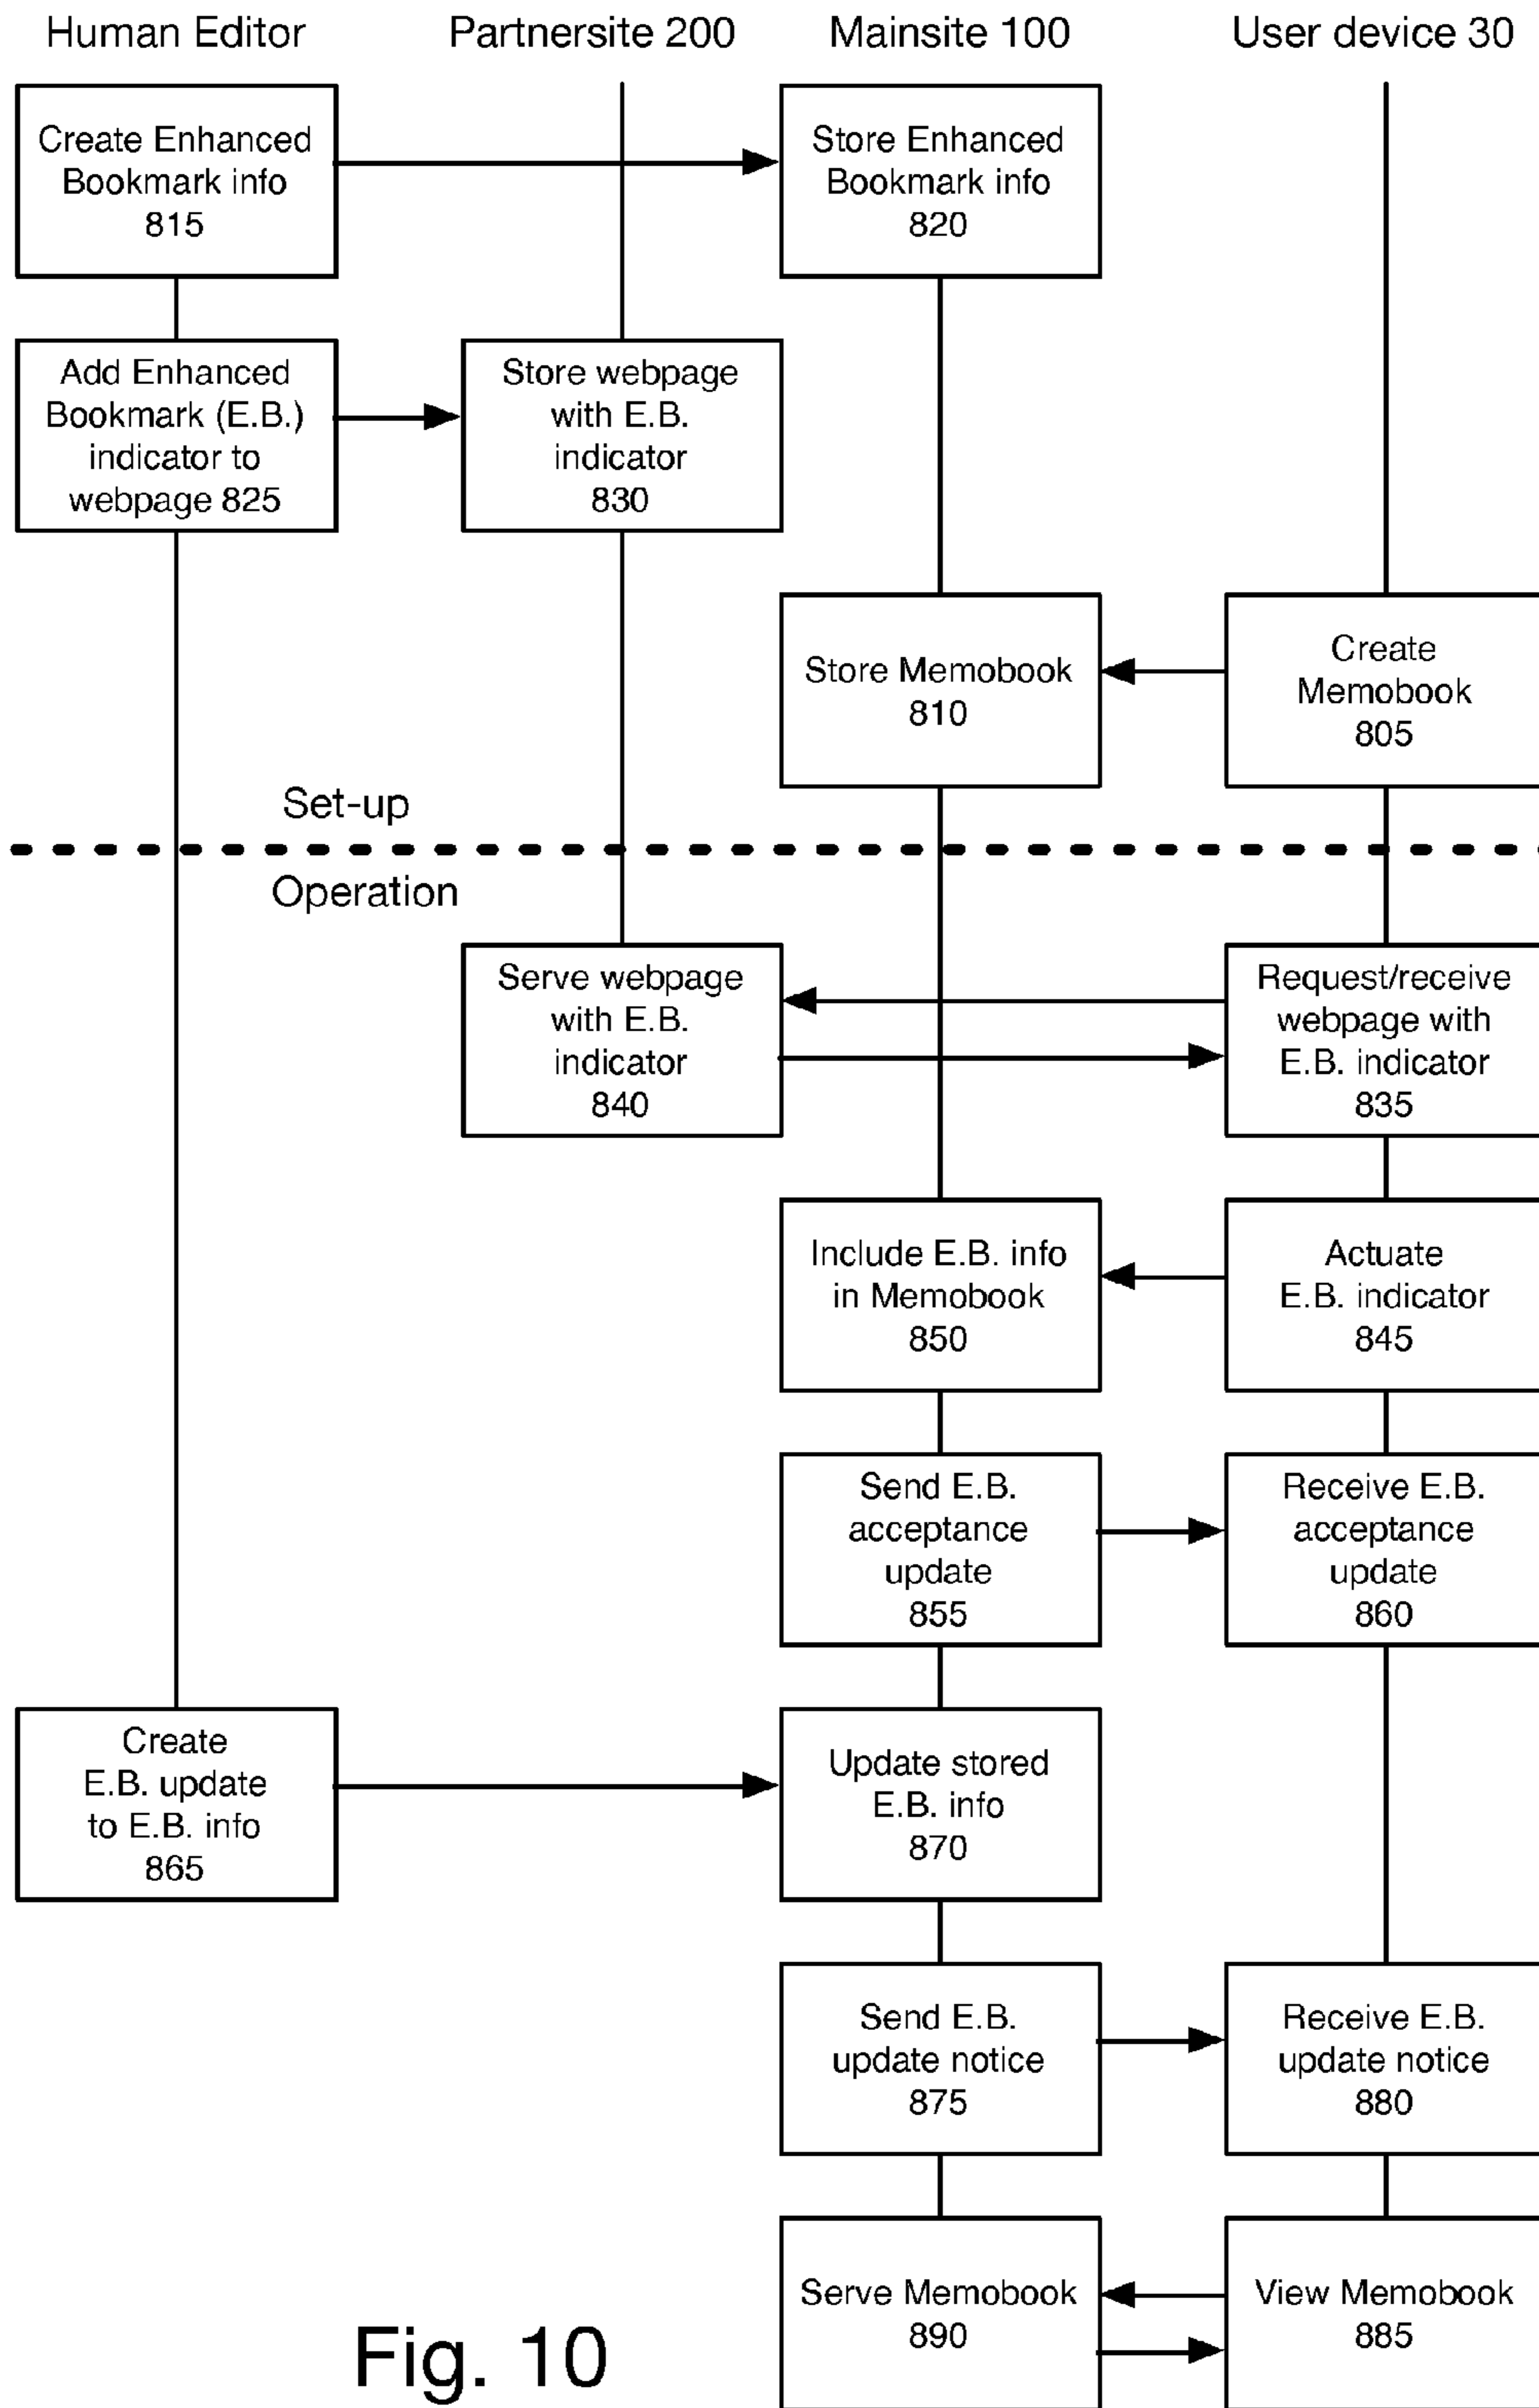 Human Editor
Partnersite 200
Mainsite 100
User device 30
Create Enhanced
Bookmark info
815
Store Enhanced
Bookmark info
820
Add Enhanced
Bookmark (E.B.)
indicator to
webpage 825
Store webpage
with E.B.
indicator
830
Store Memobook
810
Create
Memobook
805
Set-up
Operation
Serve webpage
with E.B.
indicator
840
Request/receive
webpage with
E.B. indicator
835
Include E.B. info
in Memobook
850
Actuate
E.B. indicator
845
Send E.B.
acceptance
update
855
Receive E.B.
acceptance
update
860
Create
E.B. update
to E.B. info
865
Update stored
E.B. info
870
Send E.B.
update notice
875
Receive E.B.
update notice
880
Serve Memobook
890
View Memobook
885
Fig. 10